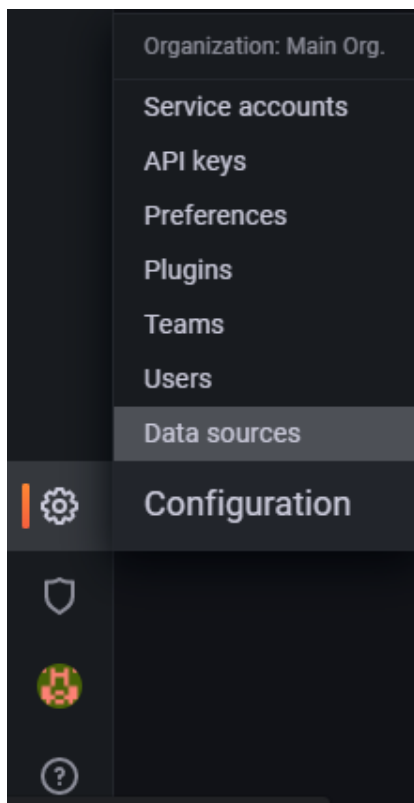 Organization: Main Org.
Service accounts
API keys
Preferences
Plugins
Teams
Users
Data sources
Configuration
?